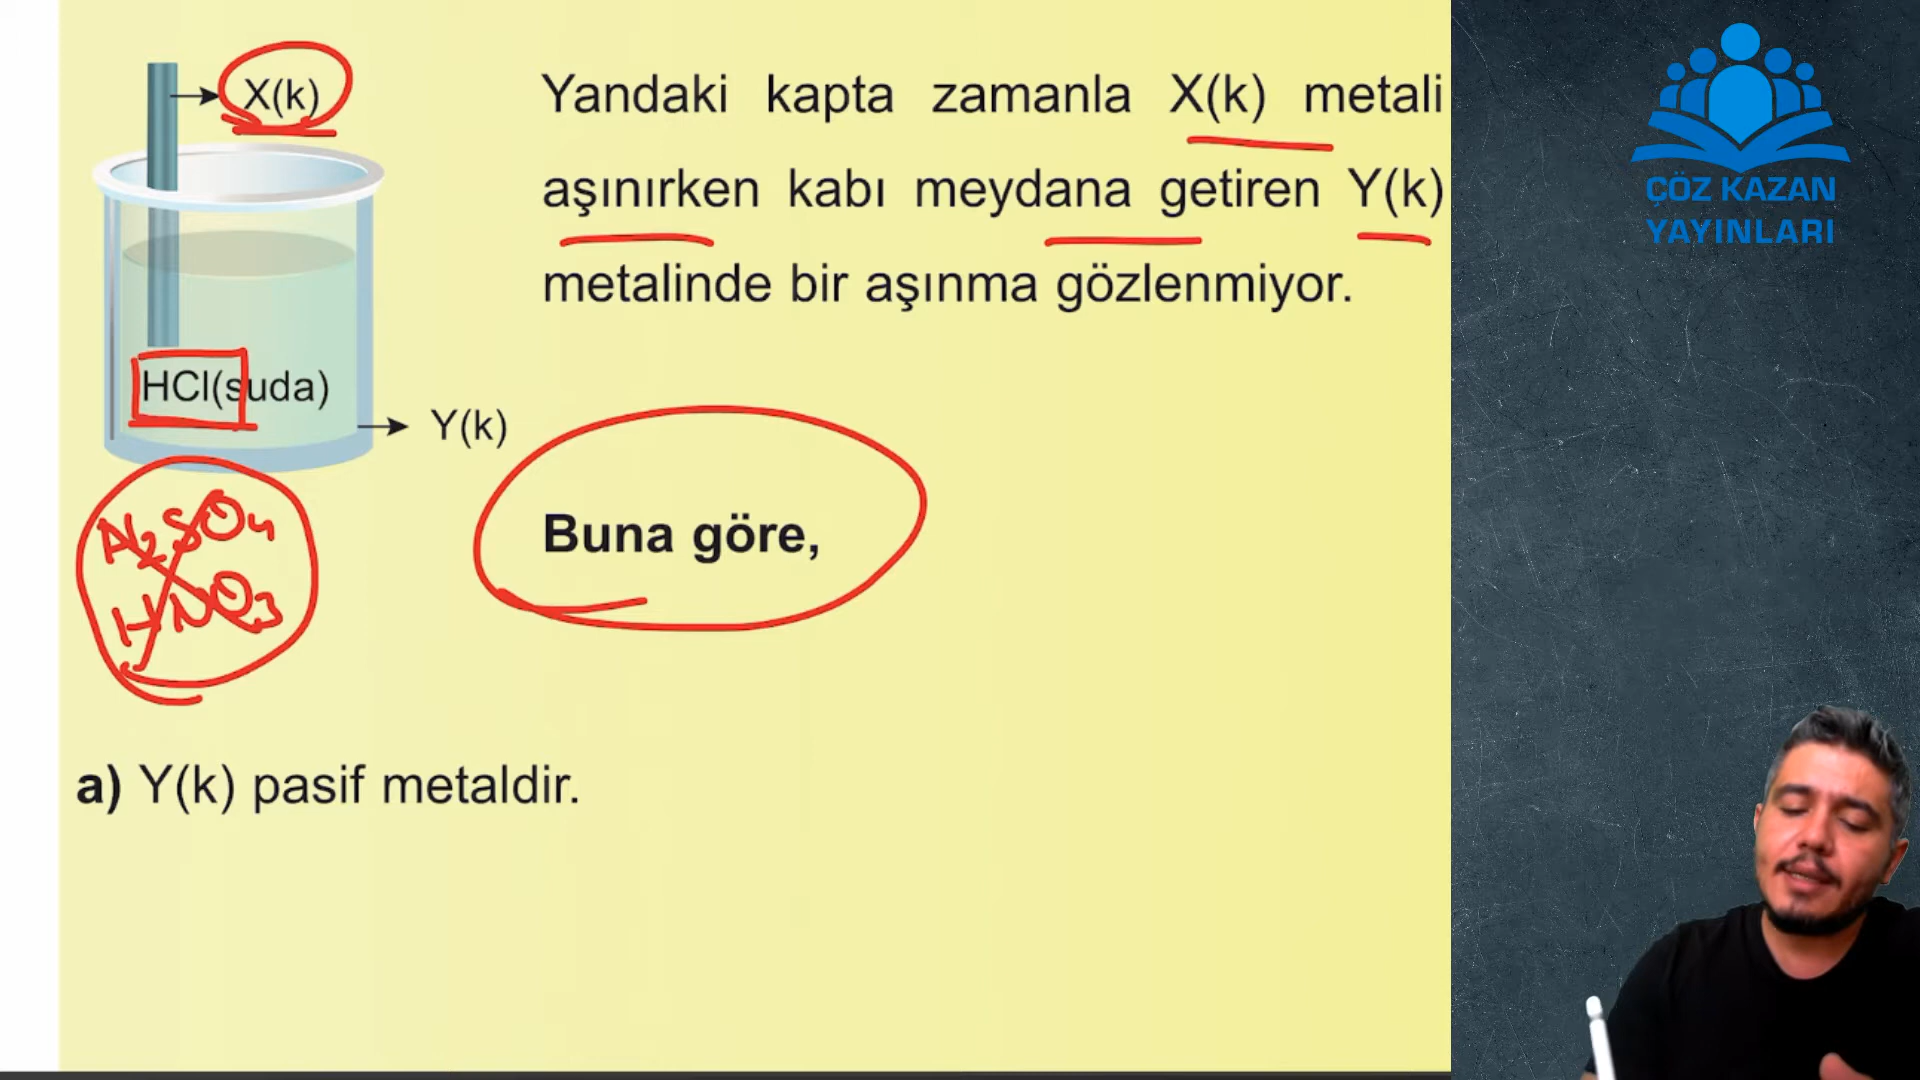 X(k)
HCl(suda)
Y(k)
Yandaki kapta zamanla X(k) metali
aşınırken kabı meydana getiren Y(k)
metalinde bir aşınma gözlenmiyor.
Buna göre,
SO4
HNO3
a) Y(k) pasif metaldir.
ÇÖZ KAZAN
YAYINLARI